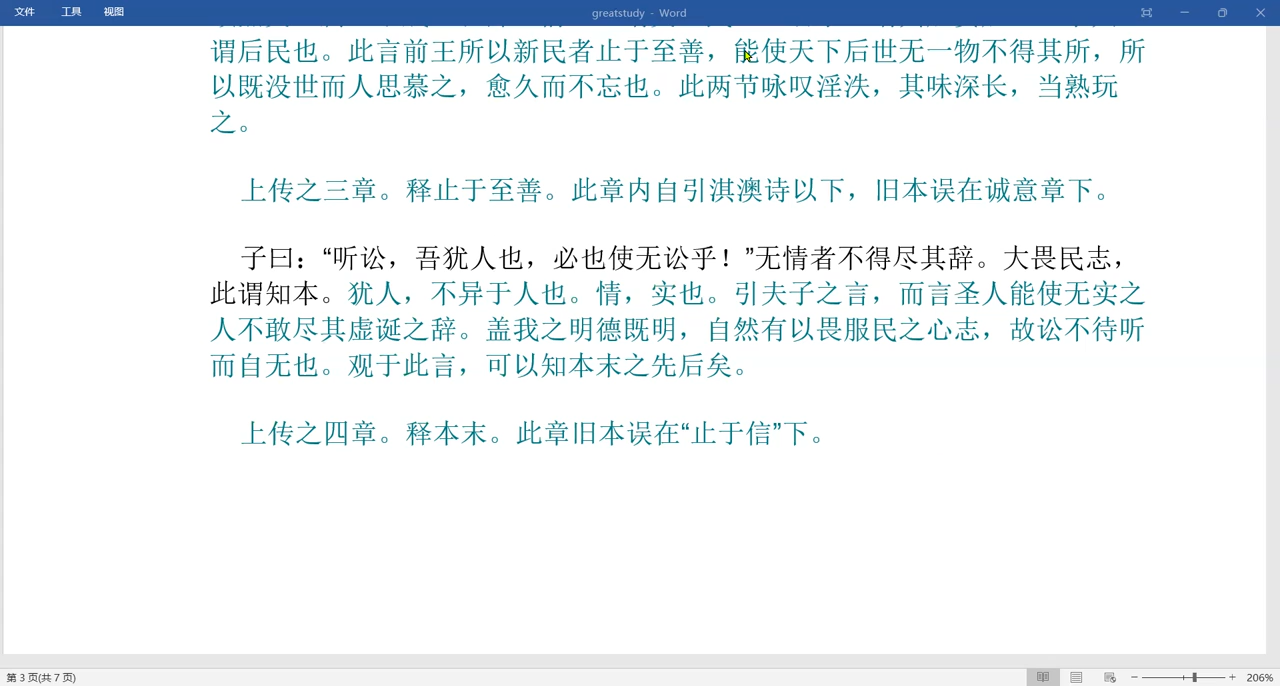 文件 工具 视图 greatstudy - Word
谓后民也。此言前王所以新民者止于至善，能使天下后世无一物不得其所，所
以既没世而人思慕之，愈久而不忘也。此两节咏叹淫泆，其味深长，当熟玩
之。
上传之三章。释止于至善。此章内自引淇澳诗以下，旧本误在诚意章下。
子曰：“听讼，吾犹人也，必也使无讼乎！”无情者不得尽其辞。大畏民志，
此谓知本。犹人，不异于人也。情，实也。引夫子之言，而言圣人能使无实之
人不敢尽其虚诞之辞。盖我之明德既明，自然有以畏服民之心志，故讼不待听
而自无也。观于此言，可以知本末之先后矣。
上传之四章。释本末。此章旧本误在“止于信”下。
第 3 页(共 7 页) 206%